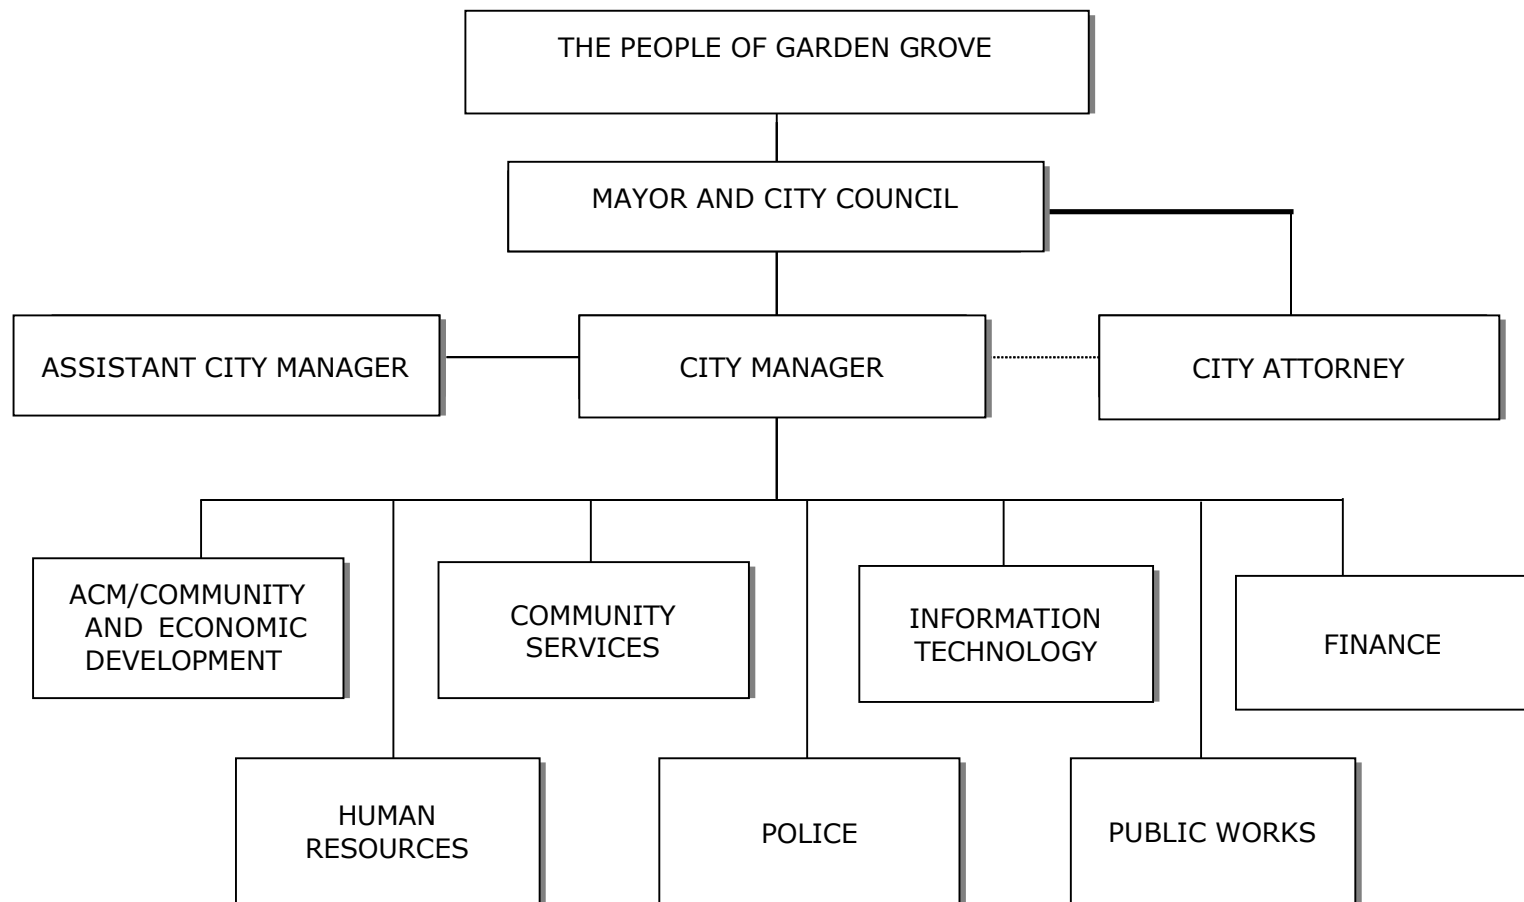 THE PEOPLE OF GARDEN GROVE
MAYOR AND CITY COUNCIL
ASSISTANT CITY MANAGER
CITY MANAGER
CITY ATTORNEY
ACM/COMMUNITY
AND ECONOMIC
DEVELOPMENT
COMMUNITY
SERVICES
INFORMATION
TECHNOLOGY
FINANCE
HUMAN
RESOURCES
POLICE
PUBLIC WORKS